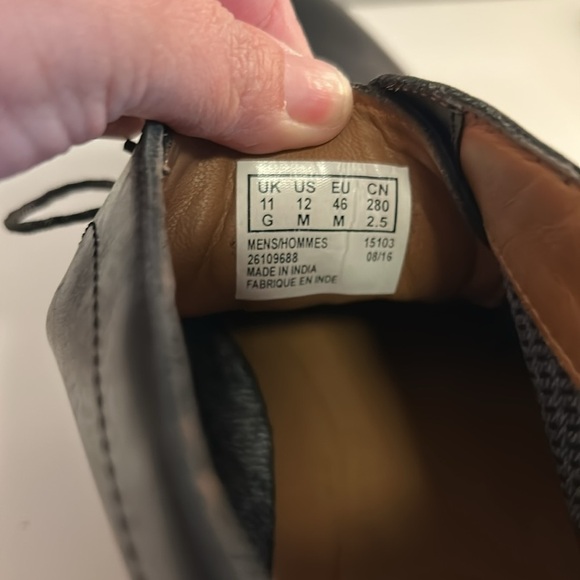 UK US EU CN
11 12 46 280
G M M 2.5
MENS/HOMMES 15103
26109688 08/16
MADE IN INDIA
FABRIQUE EN INDE